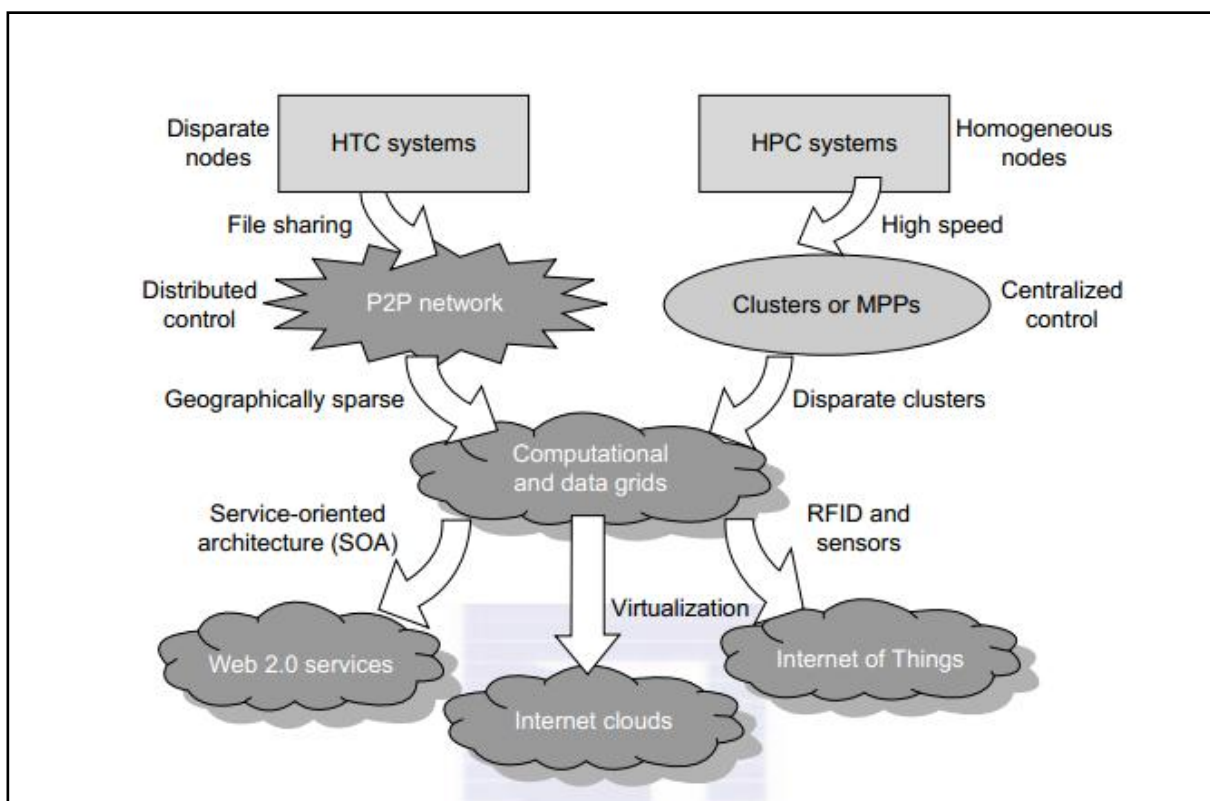 Disparate
nodes
HTC systems
HPC systems
Homogeneous
nodes
File sharing
High speed
Distributed
control
P2P network
Clusters or MPPs
Centralized
control
Geographically sparse
Disparate clusters
Computational
and data grids
Service-oriented
architecture (SOA)
RFID and
sensors
Virtualization
Web 2.0 services
Internet of Things
Internet clouds